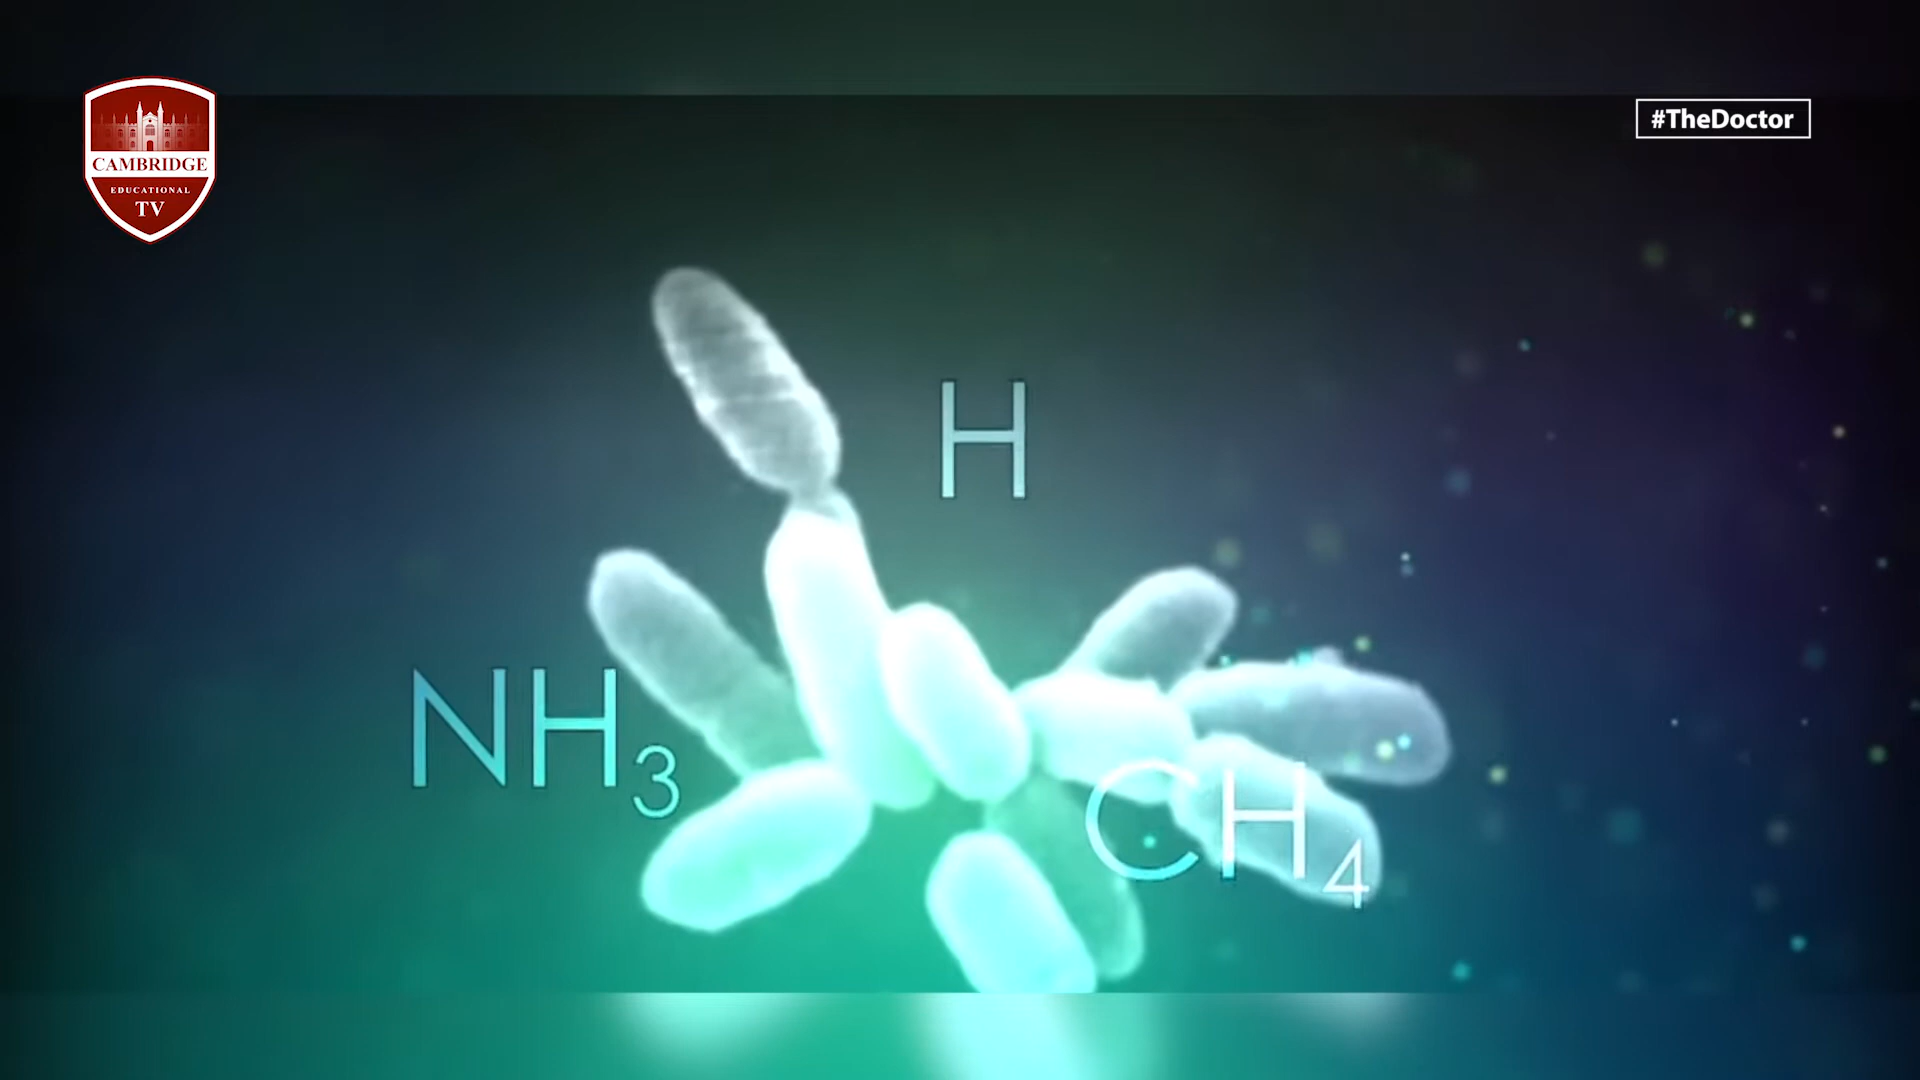 CAMBRIDGE
EDUCATIONAL
TV
#TheDoctor
H
NH₃
CH₄